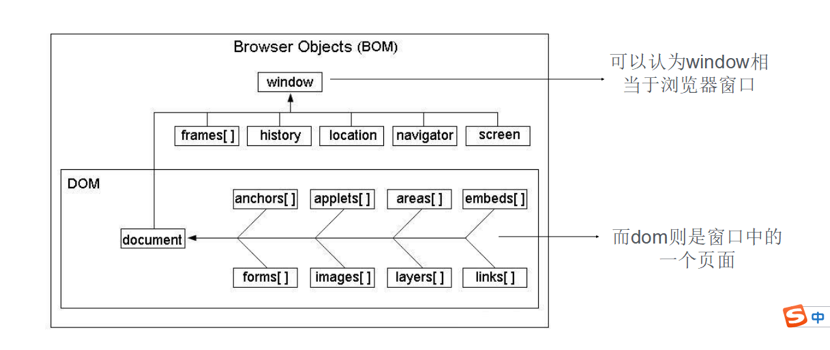 Browser Objects (BOM)
window
可以认为window相
当于浏览器窗口
frames[ ]
history
location
navigator
screen
DOM
anchors[ ]
applets[ ]
areas[ ]
embeds[ ]
document
而dom则是窗口中的
一个页面
forms[ ]
images[ ]
layers[ ]
links[ ]
S 中